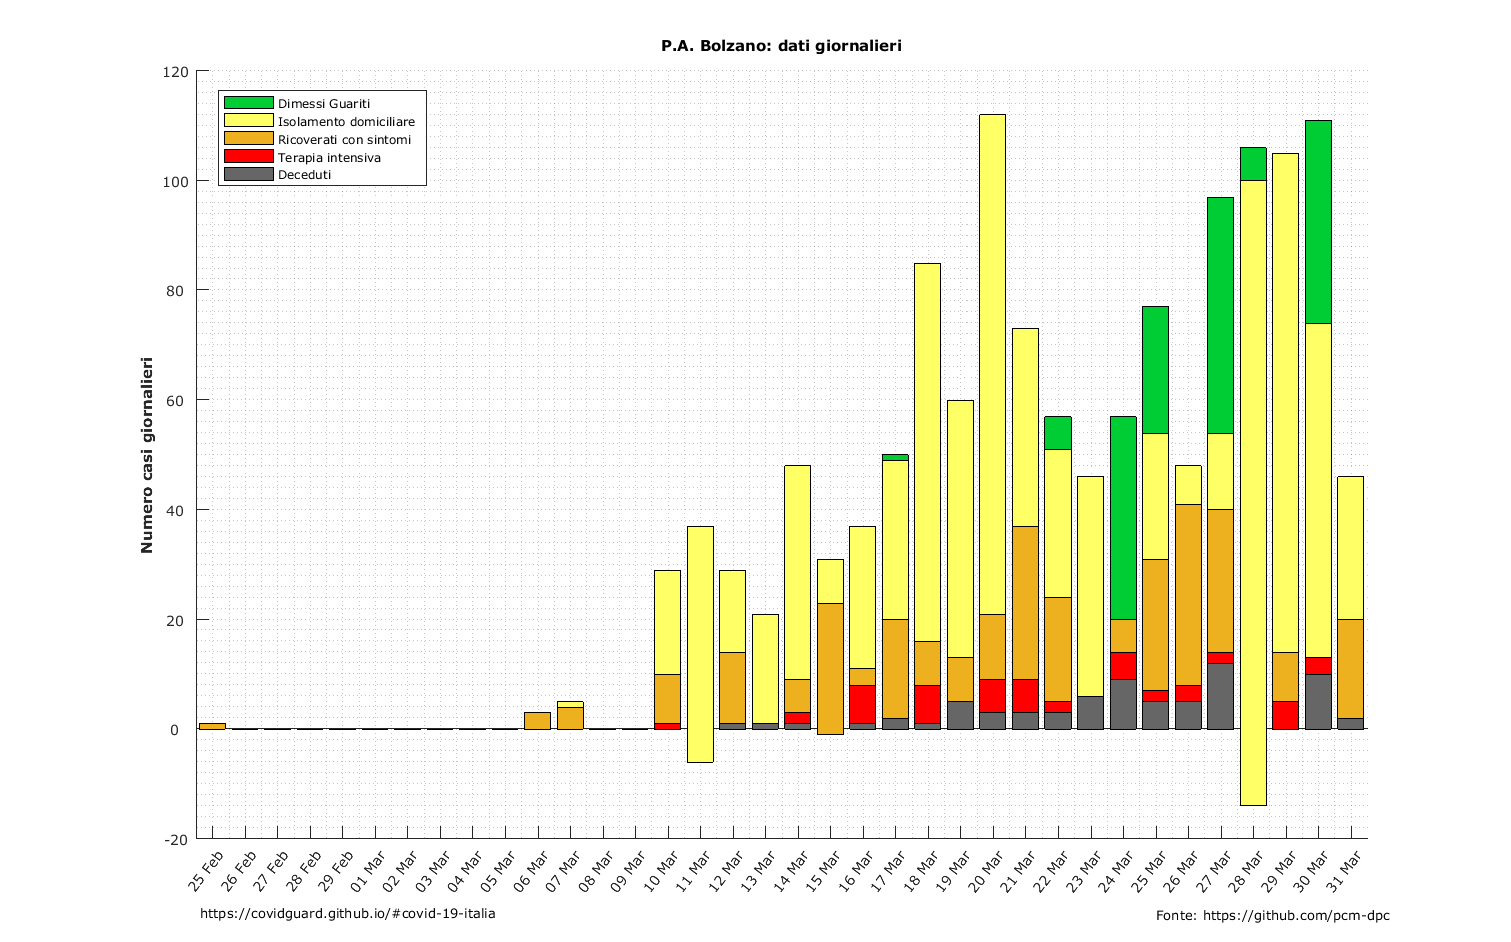 P.A. Bolzano: dati giornalieri
120
100
80
60
40
20
0
-20
Numero casi giornalieri
Dimessi Guariti
Isolamento domiciliare
Ricoverati con sintomi
Terapia intensiva
Deceduti
25 Feb
26 Feb
27 Feb
28 Feb
29 Feb
01 Mar
02 Mar
03 Mar
04 Mar
05 Mar
06 Mar
07 Mar
08 Mar
09 Mar
10 Mar
11 Mar
12 Mar
13 Mar
14 Mar
15 Mar
16 Mar
17 Mar
18 Mar
19 Mar
20 Mar
21 Mar
22 Mar
23 Mar
24 Mar
25 Mar
26 Mar
27 Mar
28 Mar
29 Mar
30 Mar
31 Mar
https://covidguard.github.io/#covid-19-italia
Fonte: https://github.com/pcm-dpc